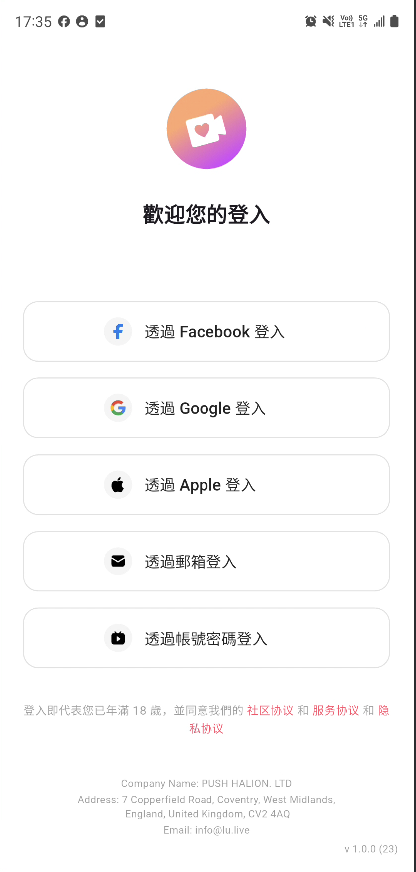 17:35
Vo)) LTE1 5G
歡迎您的登入
透過 Facebook 登入
透過 Google 登入
透過 Apple 登入
透過郵箱登入
透過帳號密碼登入
登入即代表您已年滿 18 歲，並同意我們的 社区协议 和 服务协议 和 隐
私协议
Company Name: PUSH HALION. LTD
Address: 7 Copperfield Road, Coventry, West Midlands,
England, United Kingdom, CV2 4AQ
Email: info@lu.live
v 1.0.0 (23)